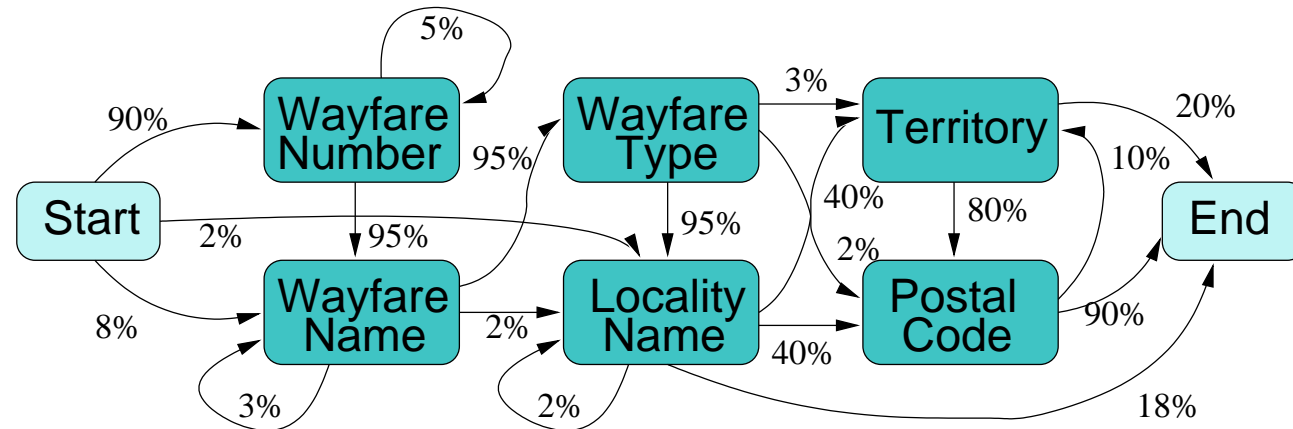 5%
Wayfare
Number
Wayfare
Type
3%
Territory
20%
90%
95%
10%
Start
2%
95%
95%
40%
80%
End
2%
8%
Wayfare
Name
2%
Locality
Name
40%
Postal
Code
90%
3%
2%
18%